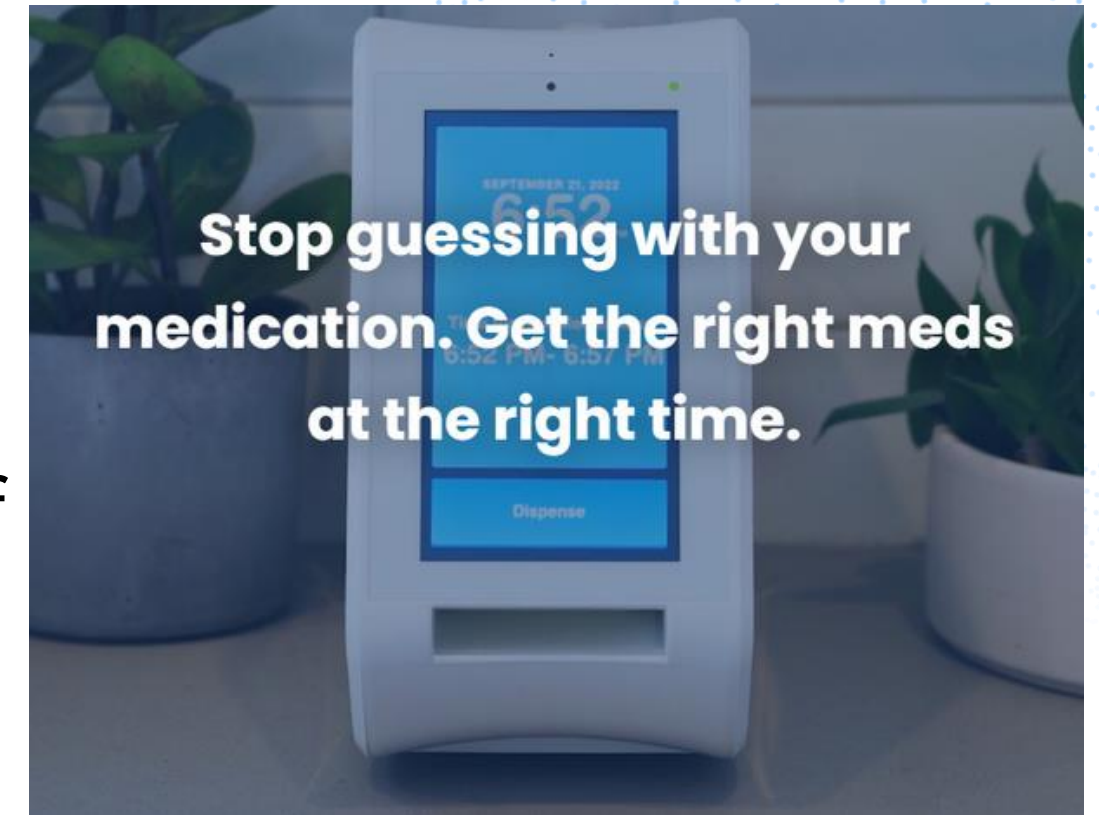 SEPTEMBER 21, 2022
6:52
Stop guessing with your
medication. Get the right meds
6:52 PM- 6:57 PM
at the right time.
Dispense